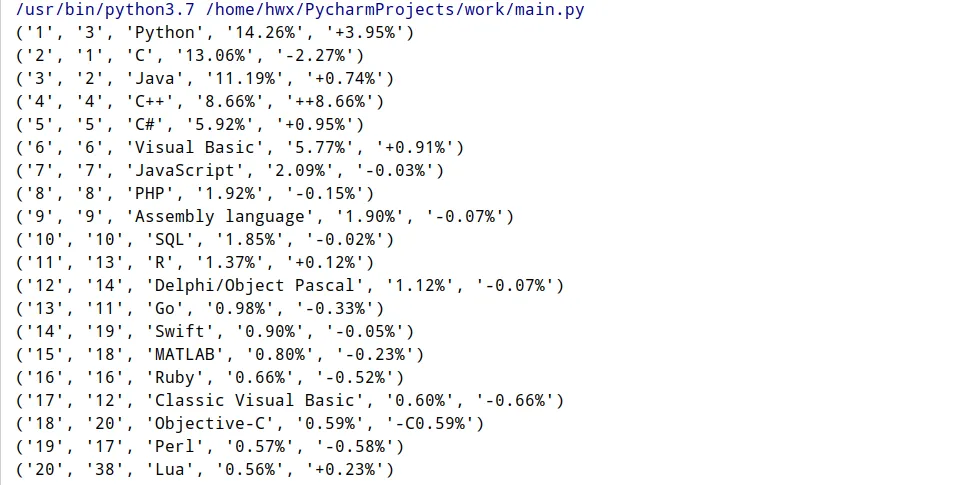 /usr/bin/python3.7 /home/hwx/PycharmProjects/work/main.py
('1', '3', 'Python', '14.26%', '+3.95%')
('2', '1', 'C', '13.06%', '-2.27%')
('3', '2', 'Java', '11.19%', '+0.74%')
('4', '4', 'C++', '8.66%', '++8.66%')
('5', '5', 'C#', '5.92%', '+0.95%')
('6', '6', 'Visual Basic', '5.77%', '+0.91%')
('7', '7', 'JavaScript', '2.09%', '-0.03%')
('8', '8', 'PHP', '1.92%', '-0.15%')
('9', '9', 'Assembly language', '1.90%', '-0.07%')
('10', '10', 'SQL', '1.85%', '-0.02%')
('11', '13', 'R', '1.37%', '+0.12%')
('12', '14', 'Delphi/Object Pascal', '1.12%', '-0.07%')
('13', '11', 'Go', '0.98%', '-0.33%')
('14', '19', 'Swift', '0.90%', '-0.05%')
('15', '18', 'MATLAB', '0.80%', '-0.23%')
('16', '16', 'Ruby', '0.66%', '-0.52%')
('17', '12', 'Classic Visual Basic', '0.60%', '-0.66%')
('18', '20', 'Objective-C', '0.59%', '-C0.59%')
('19', '17', 'Perl', '0.57%', '-0.58%')
('20', '38', 'Lua', '0.56%', '+0.23%')